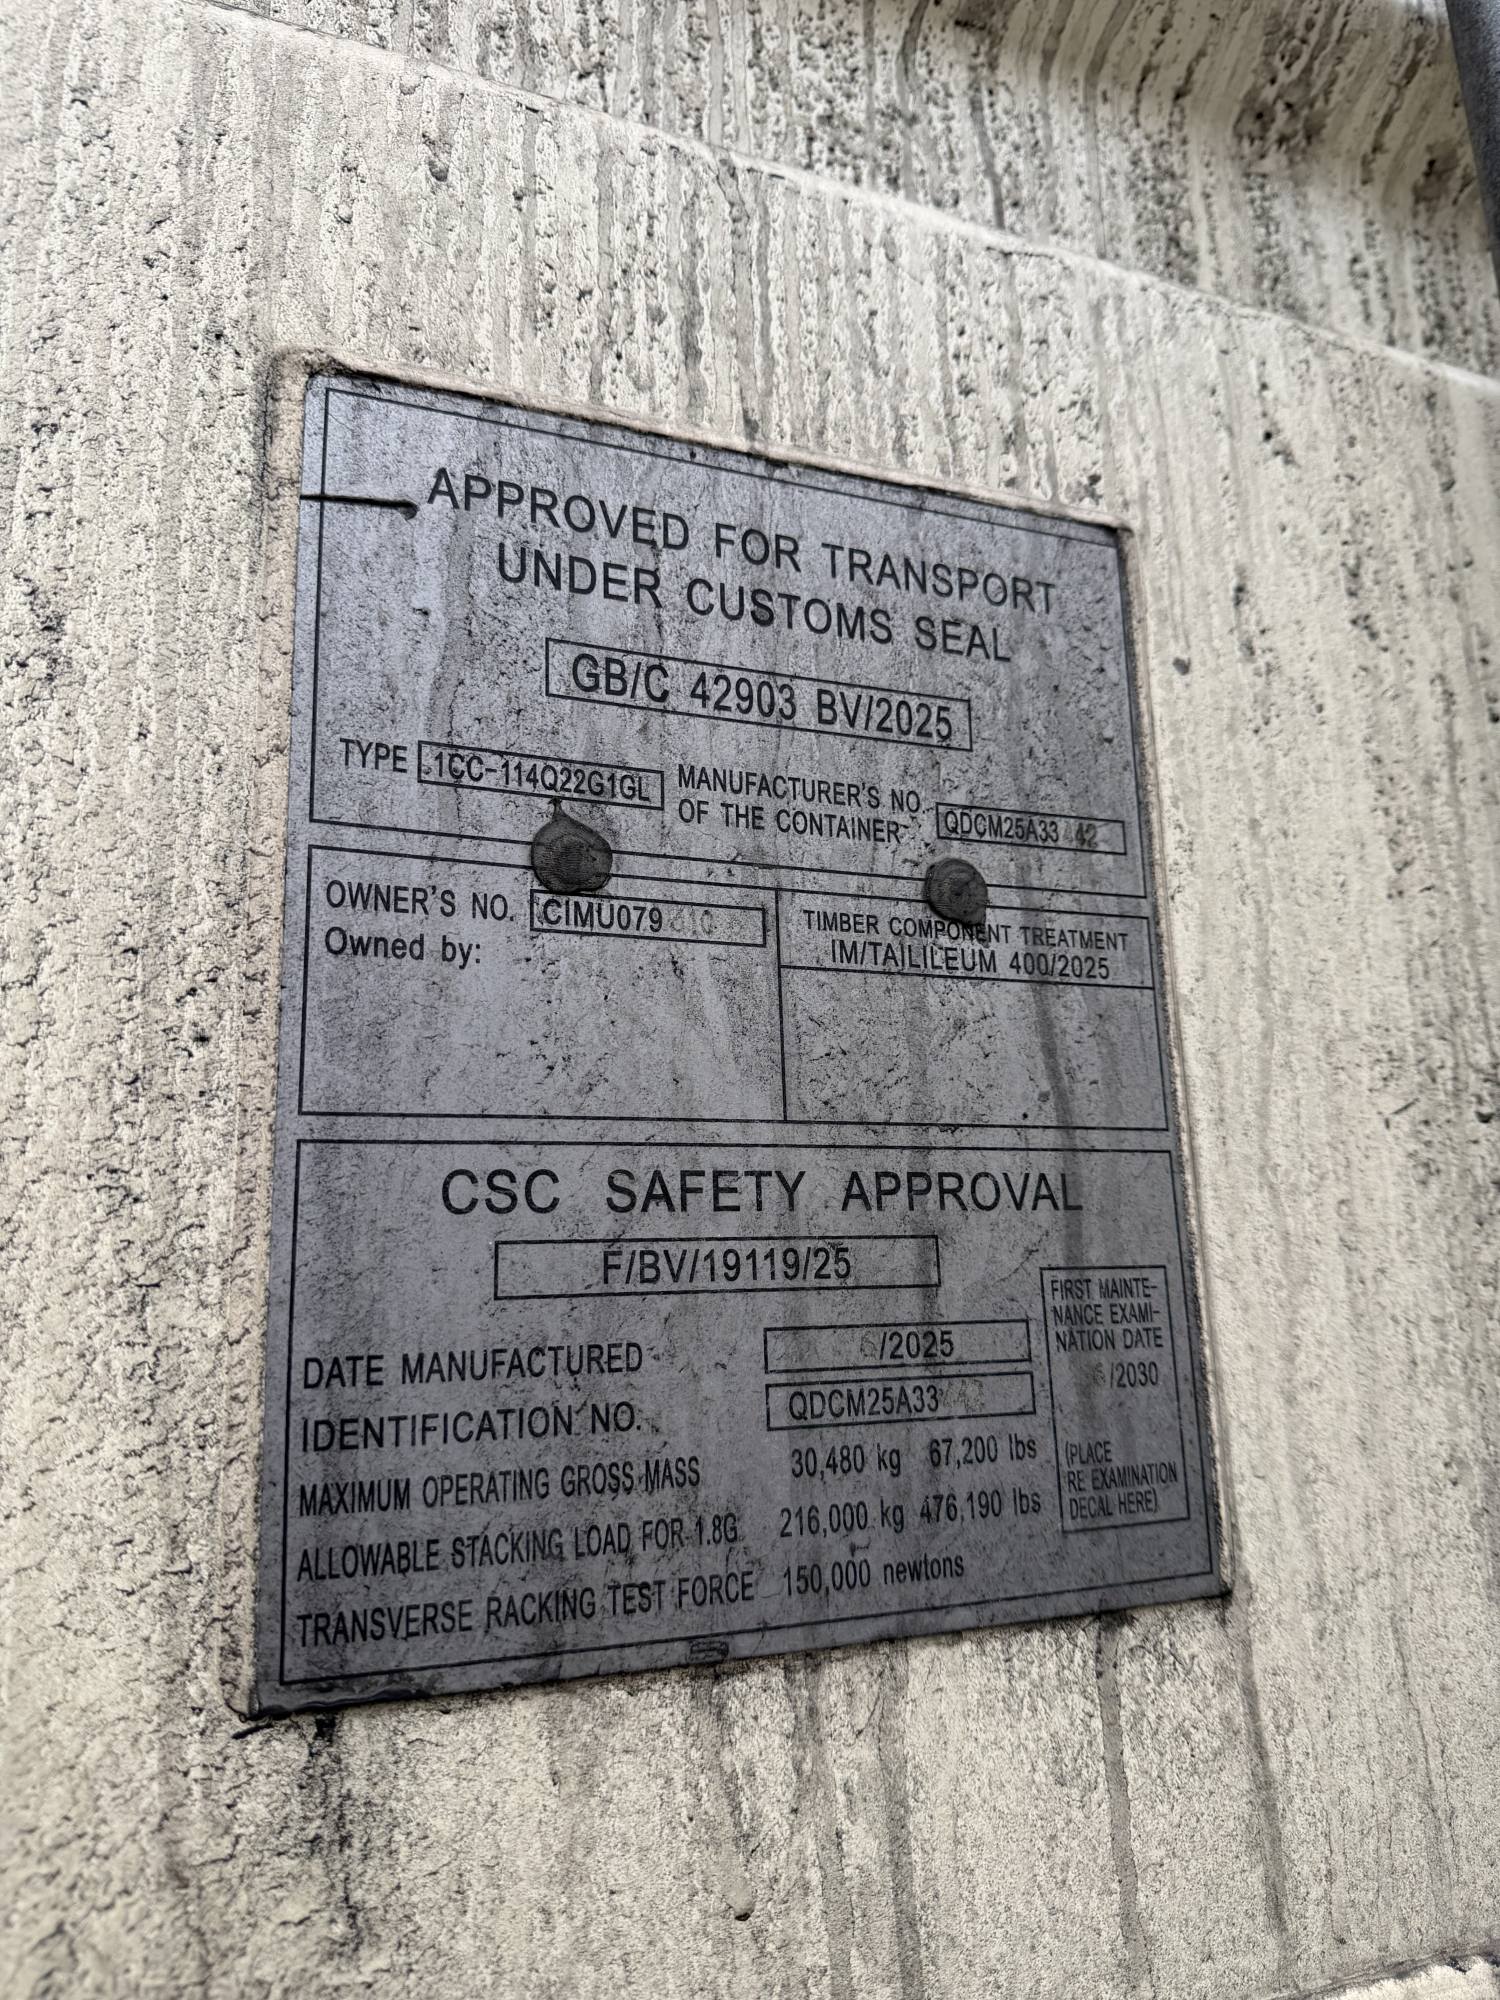 APPROVED FOR TRANSPORT
UNDER CUSTOMS SEAL
GB/C 42903 BV/2025
TYPE 1CC-114Q22G1GL
MANUFACTURER'S NO.
OF THE CONTAINER
OWNER'S NO.
Owned by:
TIMBER COMPONENT TREATMENT
IM/TAILILEUM 400/2025
CSC SAFETY APPROVAL
F/BV/19119/25
DATE MANUFACTURED /2025
IDENTIFICATION NO.
MAXIMUM OPERATING GROSS MASS 30,480 kg 67,200 lbs
ALLOWABLE STACKING LOAD FOR 1.8G 216,000 kg 476,190 lbs
TRANSVERSE RACKING TEST FORCE 150,000 newtons
FIRST MAINTE-
NANCE EXAMI-
NATION DATE
/2030
(PLACE
RE EXAMINATION
DECAL HERE)